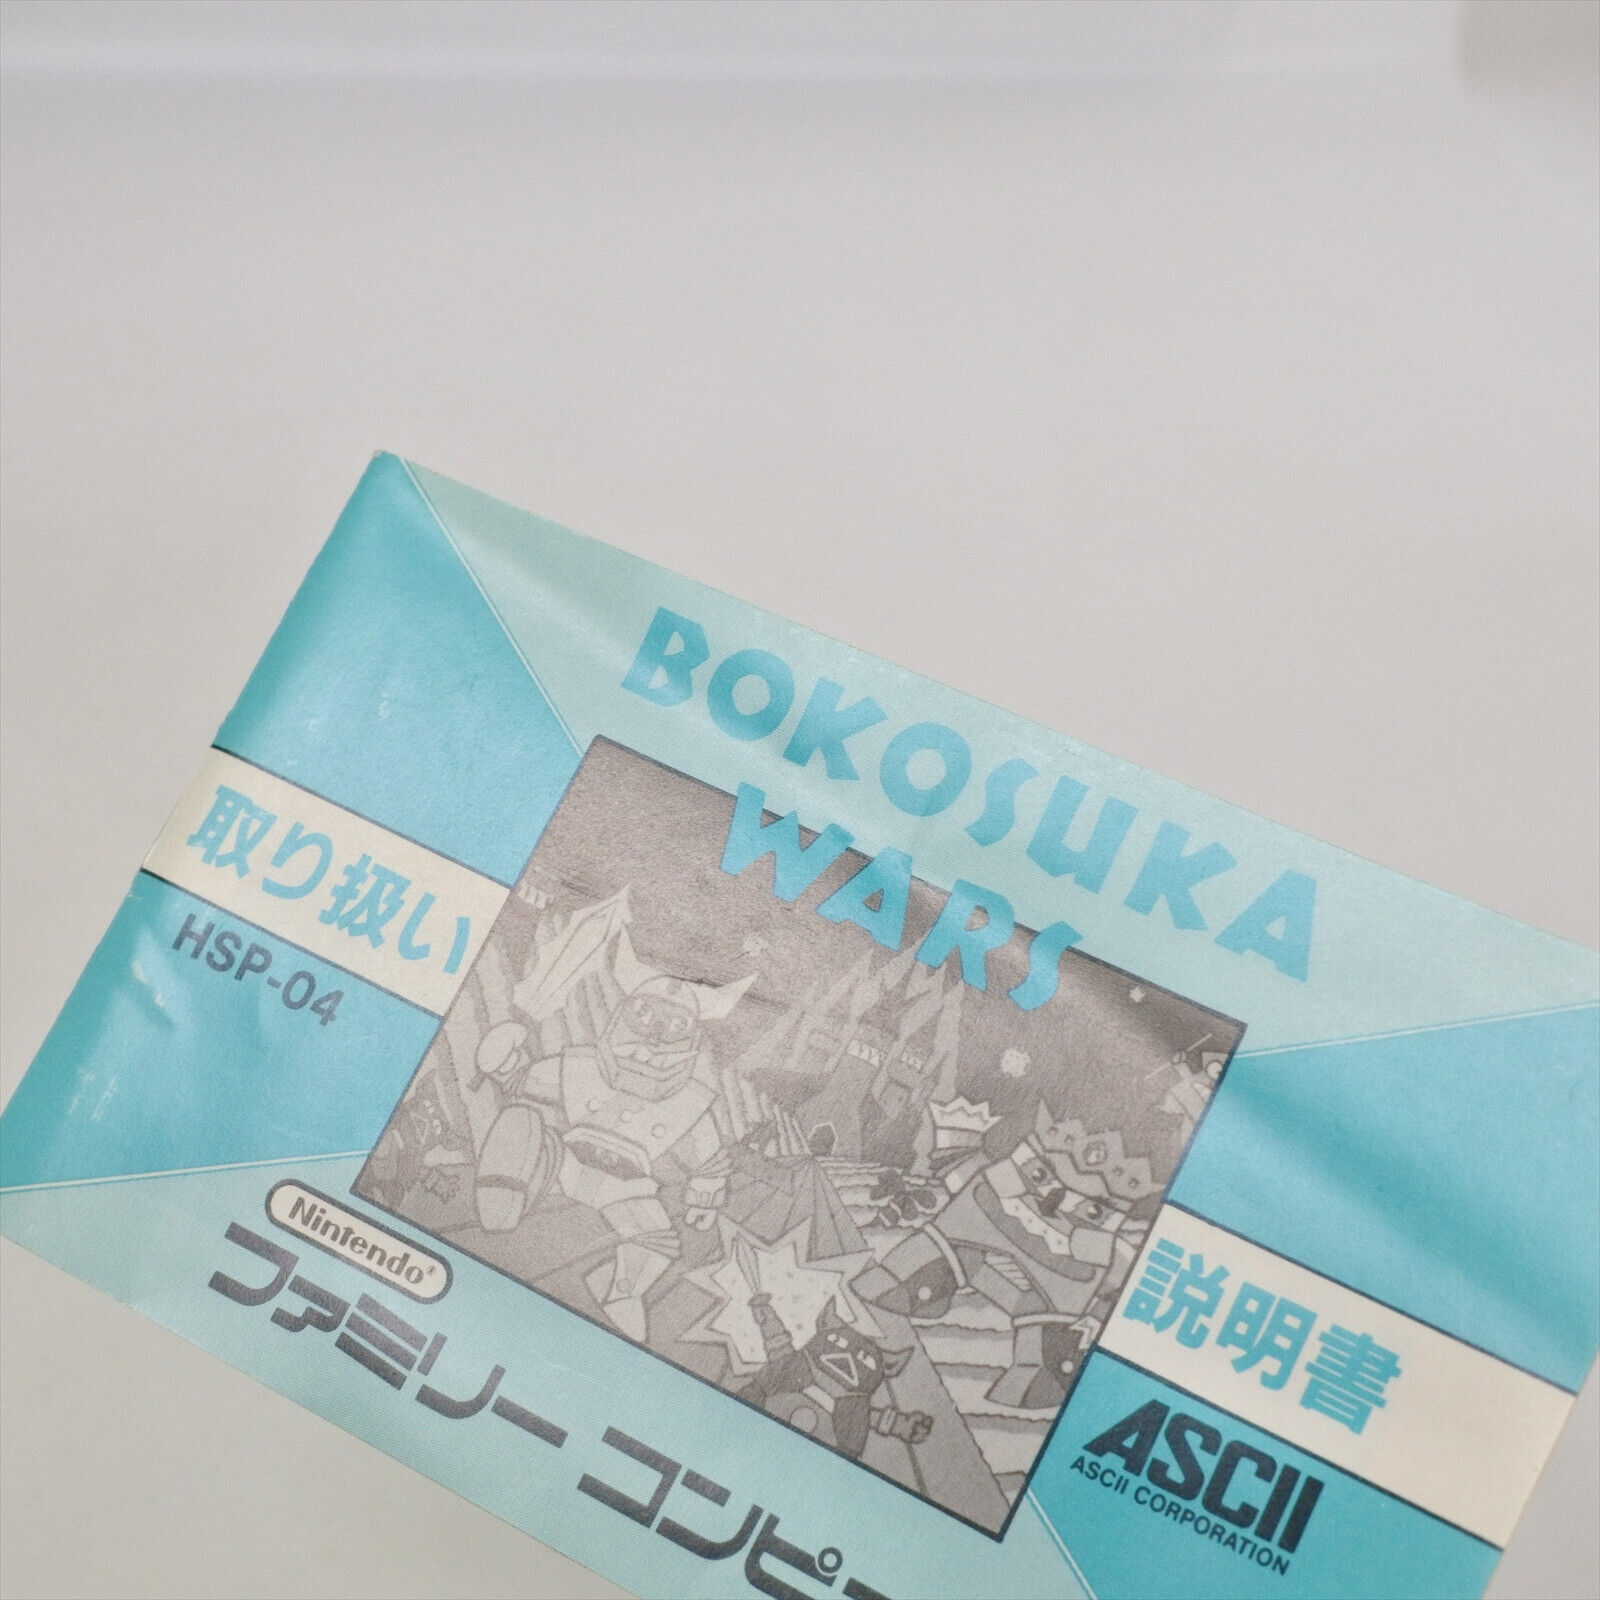 BOKOSUKA
WARS
取り扱い
HSP-04
説明書
ASCII
ASCII CORPORATION
Nintendo®
ファミリー コンピ